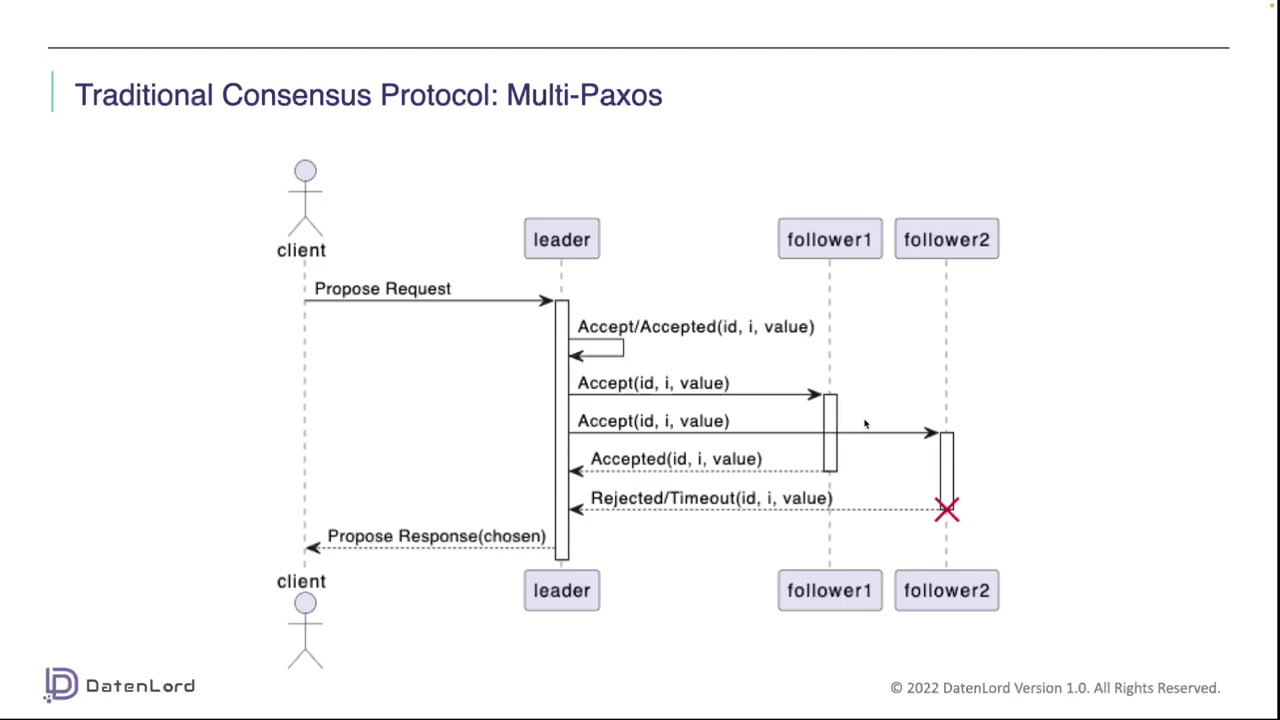 Traditional Consensus Protocol: Multi-Paxos
client
leader
follower1
follower2
Propose Request
Accept/Accepted(id, i, value)
Accept(id, i, value)
Accept(id, i, value)
Accepted(id, i, value)
Rejected/Timeout(id, i, value)
Propose Response(chosen)
client
leader
follower1
follower2
DatenLord
© 2022 DatenLord Version 1.0. All Rights Reserved.